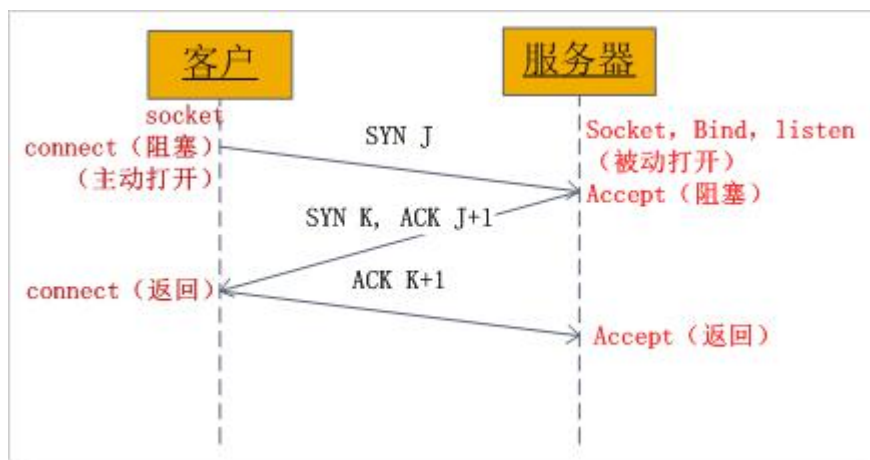 客户
服务器
socket
connect（阻塞）
（主动打开）
SYN J
Socket, Bind, listen
（被动打开）
Accept（阻塞）
SYN K, ACK J+1
connect（返回）
ACK K+1
Accept（返回）